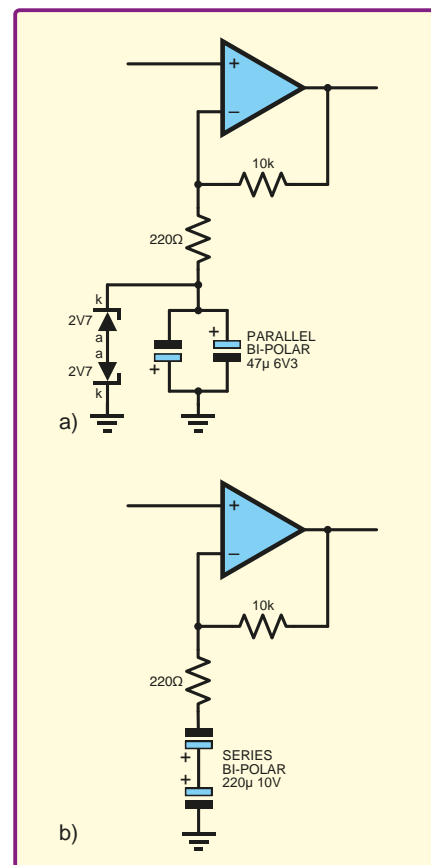 +
−
10k
220Ω
k
2V7
a
a
2V7
k
+
+
PARALLEL
BI-POLAR
47µ 6V3
a)
+
−
10k
220Ω
+
+
SERIES
BI-POLAR
220µ 10V
b)